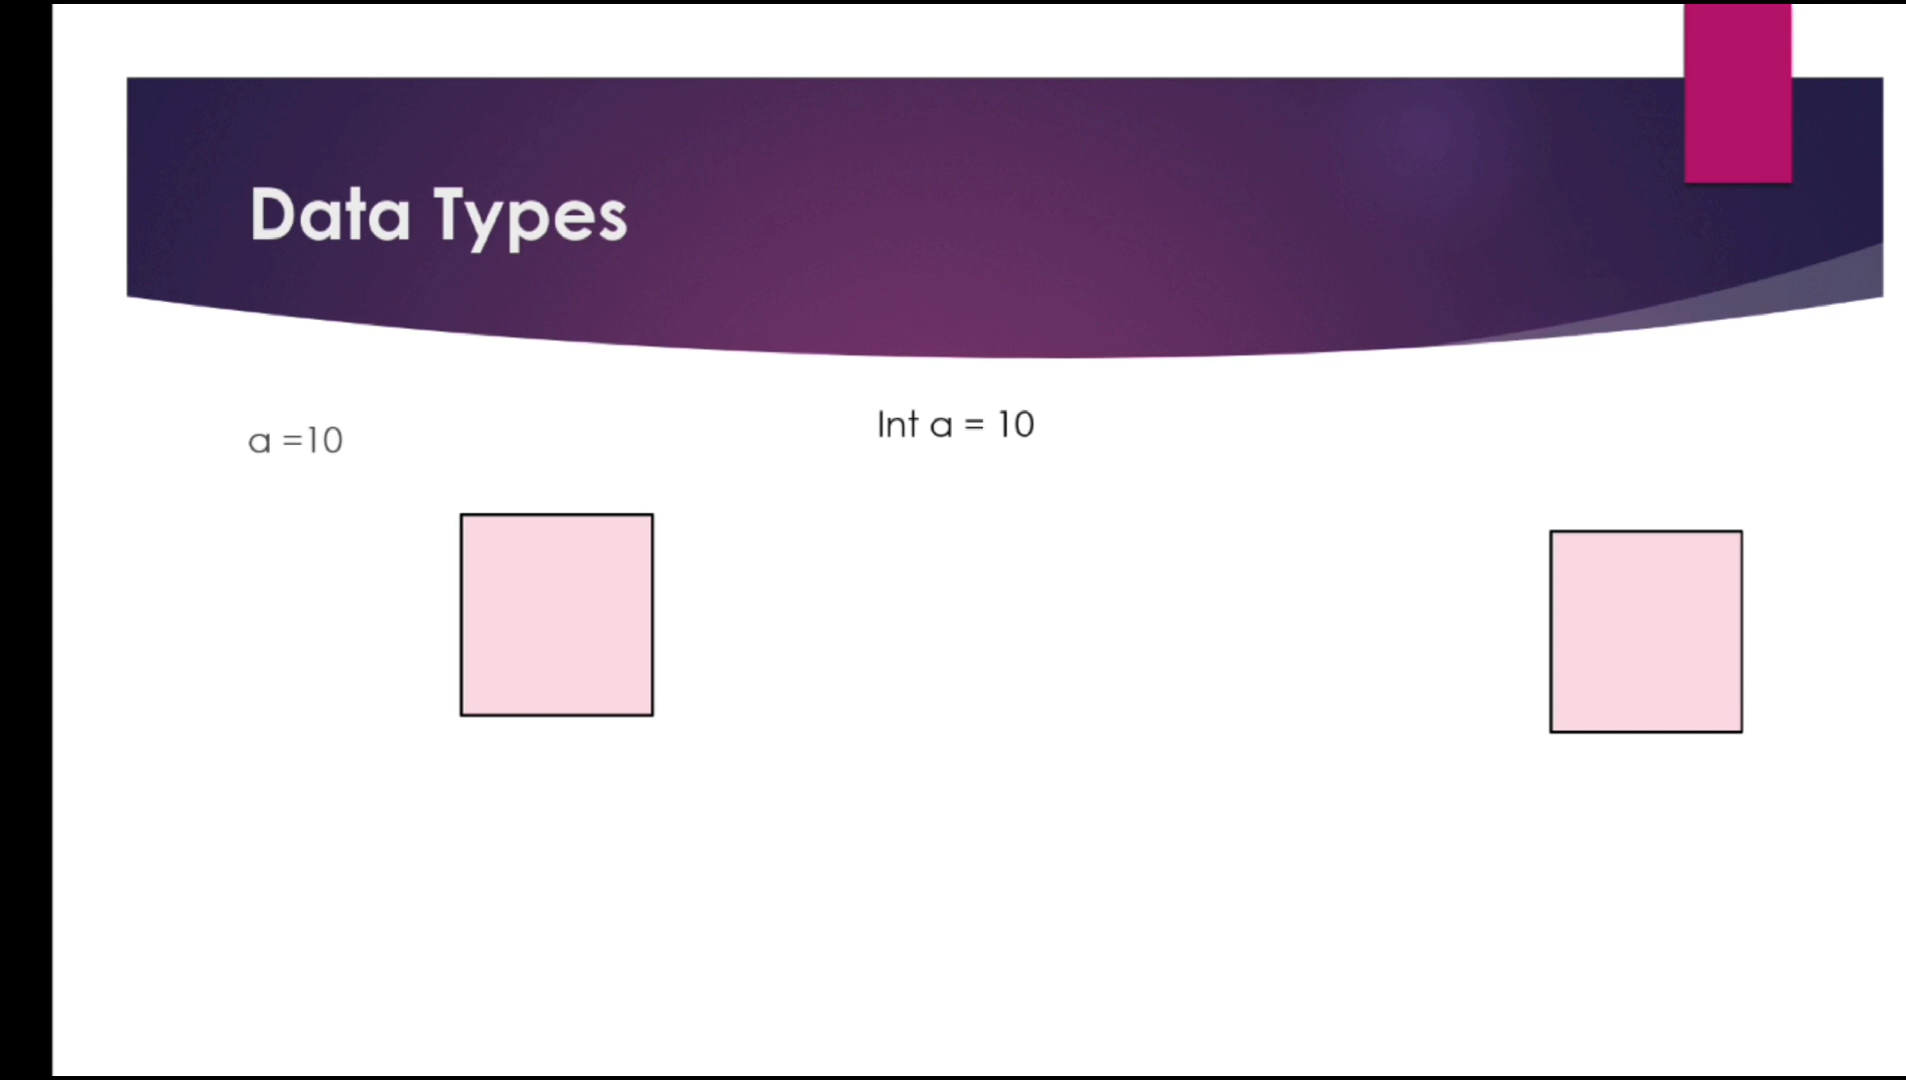 Data Types
a =10
Int a = 10